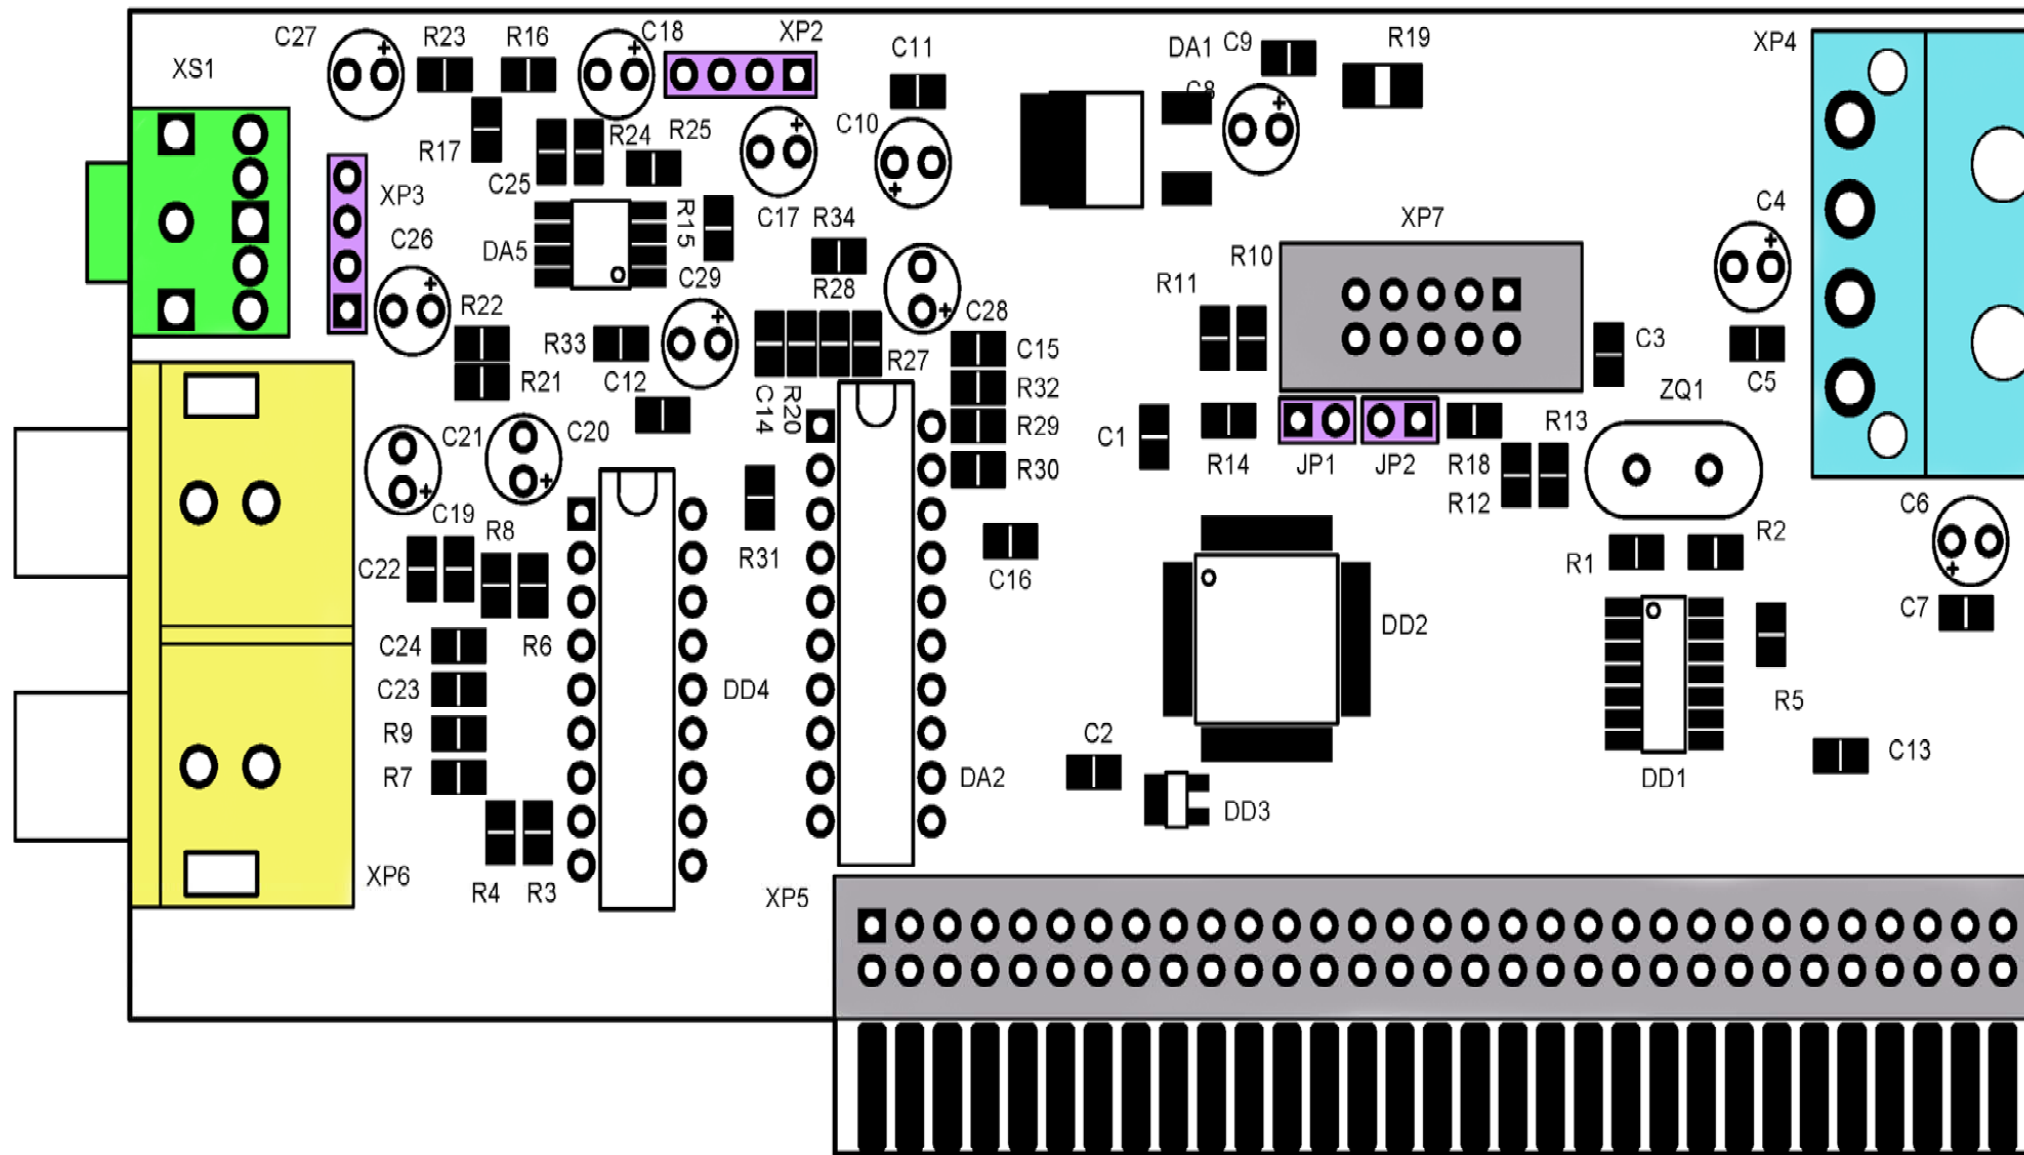 C27
R23
R16
C18
XP2
C11
DA1
C9
R19
XP4
XS1
C8
C10
R17
R24
R25
C25
XP3
C17
R34
R15
XP7
C4
C26
DA5
C29
R10
R28
R11
R22
C28
R33
C15
C3
R27
R21
C12
R32
C5
ZQ1
C14
R20
C21
C20
R29
C1
R13
R14
JP1
JP2
R18
R30
R12
C19
C6
R8
R2
R31
C22
C16
R1
C7
DD2
C24
R6
C23
DD4
R5
R9
C2
C13
R7
DA2
DD1
DD3
XP6
R4
R3
XP5